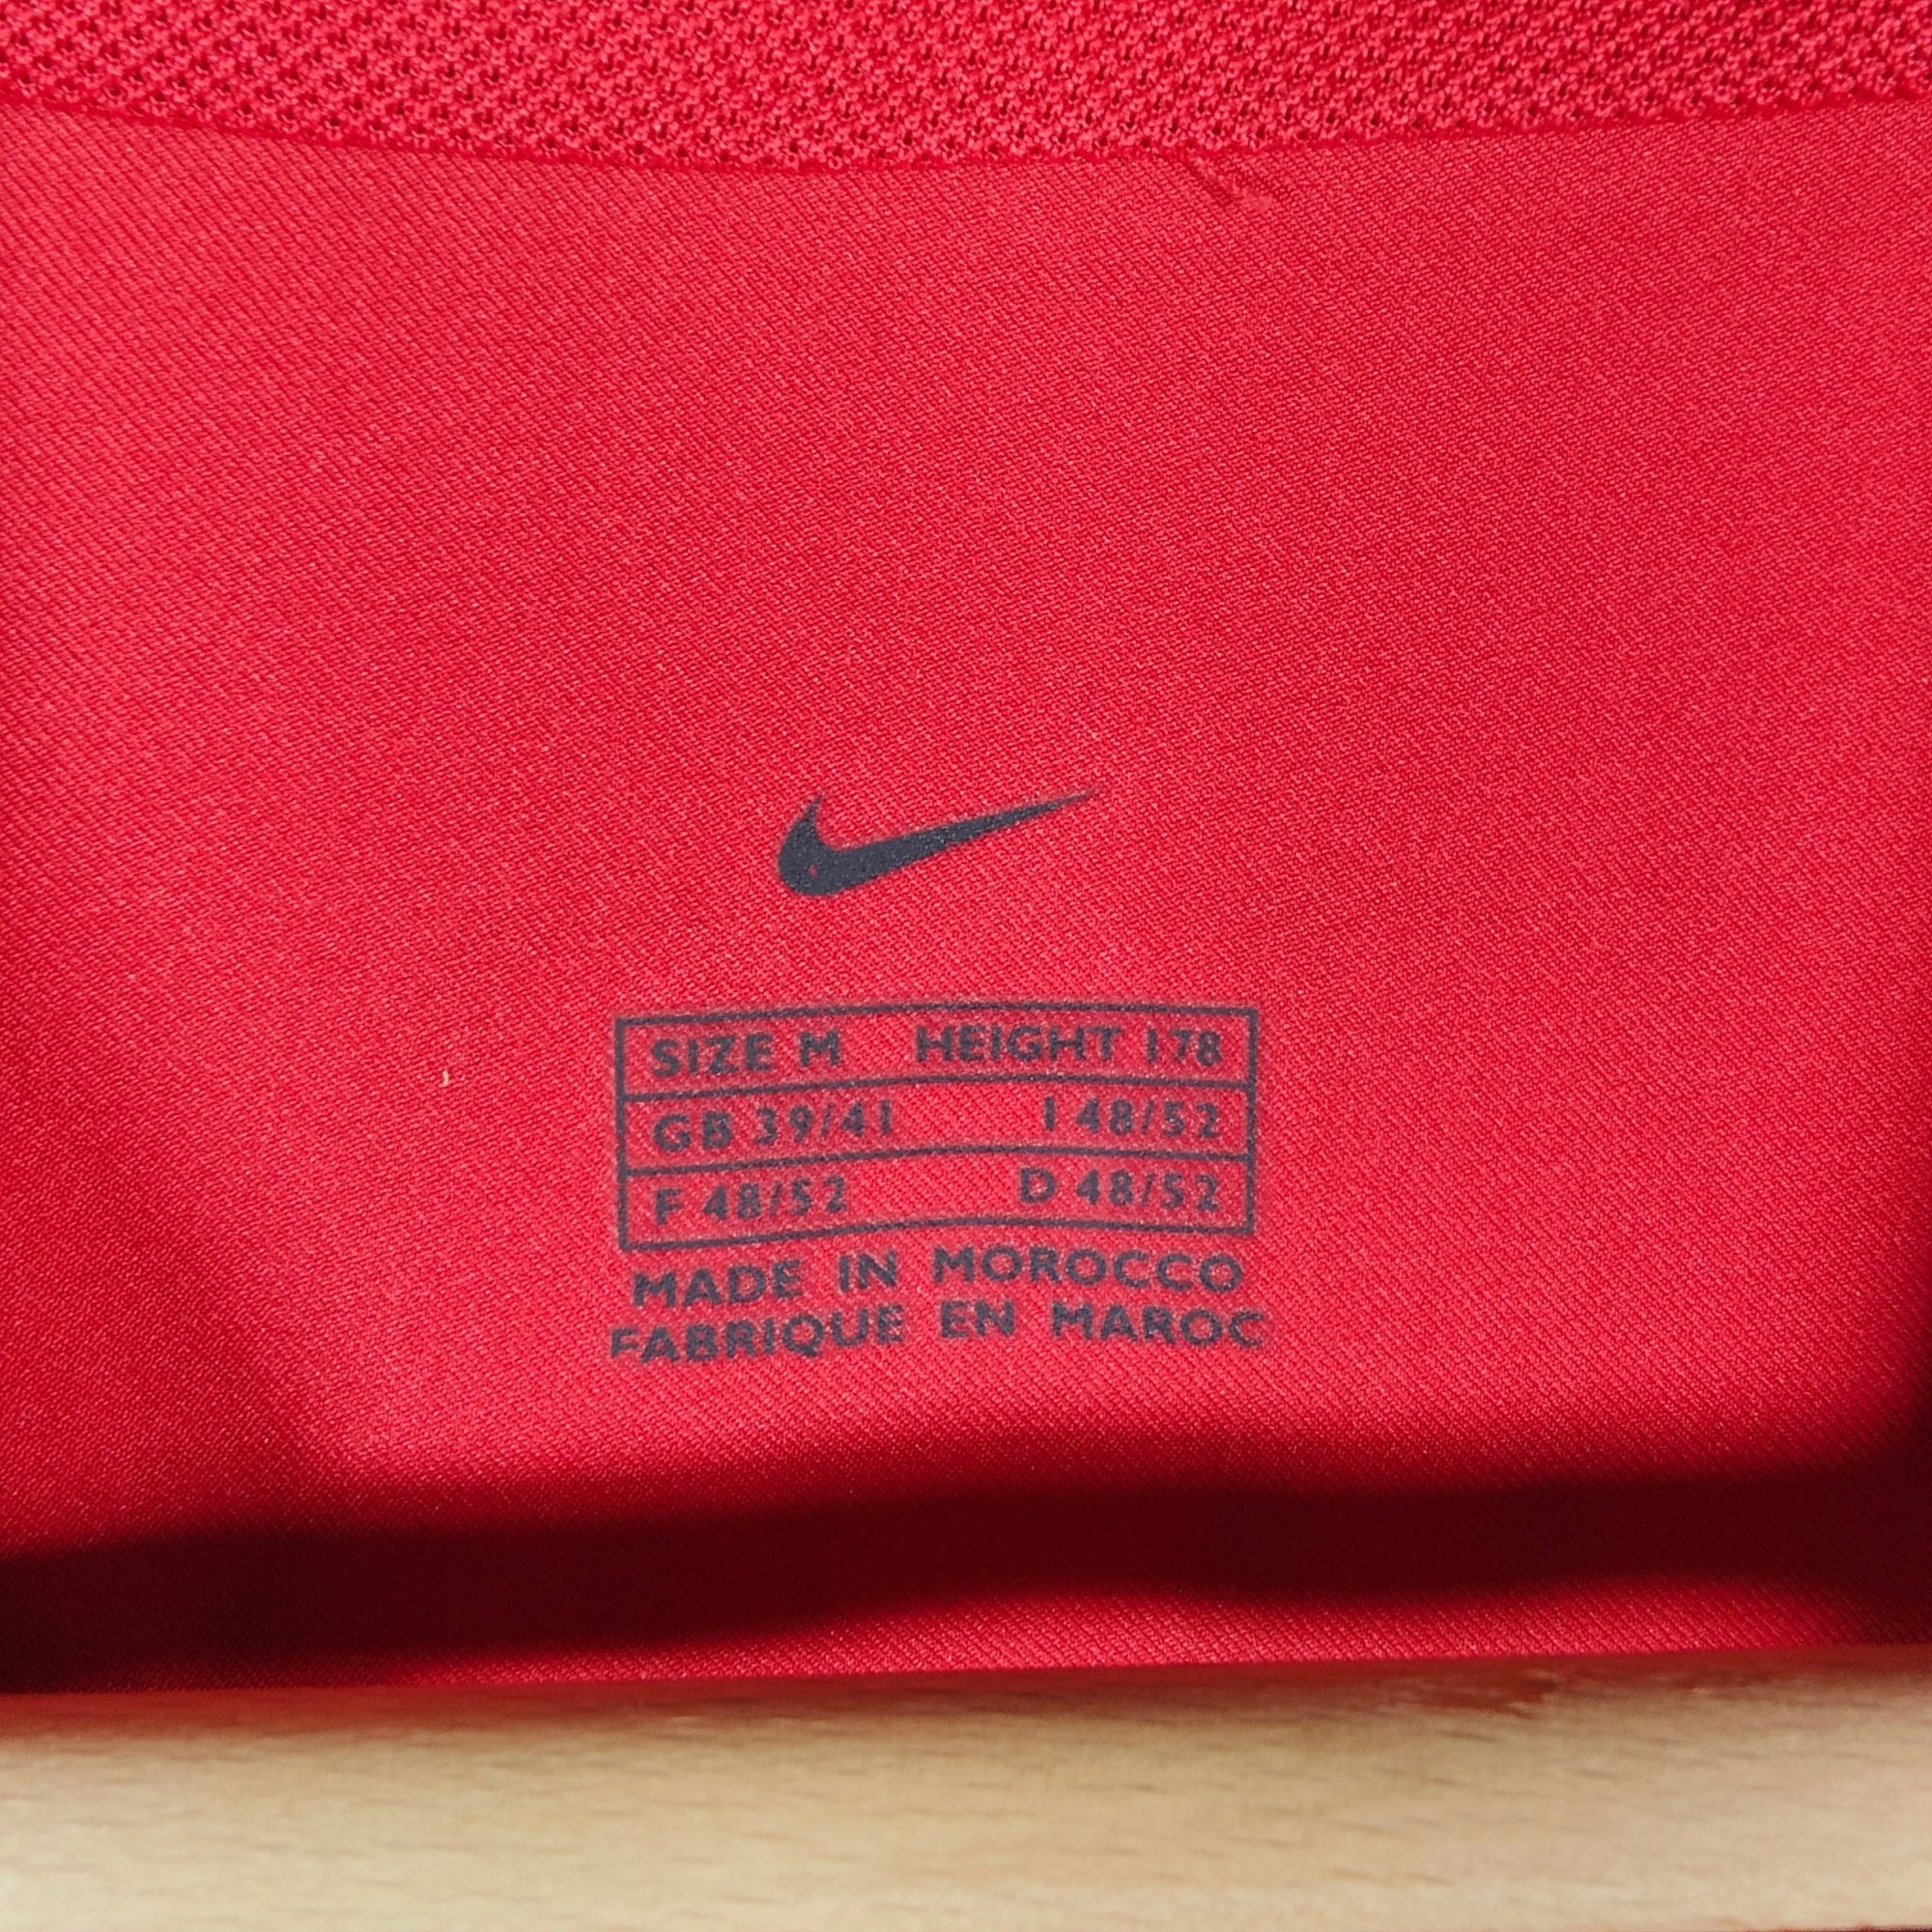 SIZE M HEIGHT 178
GB 39/41 I 48/52
F 48/52 D 48/52
MADE IN MOROCCO
FABRIQUE EN MAROC